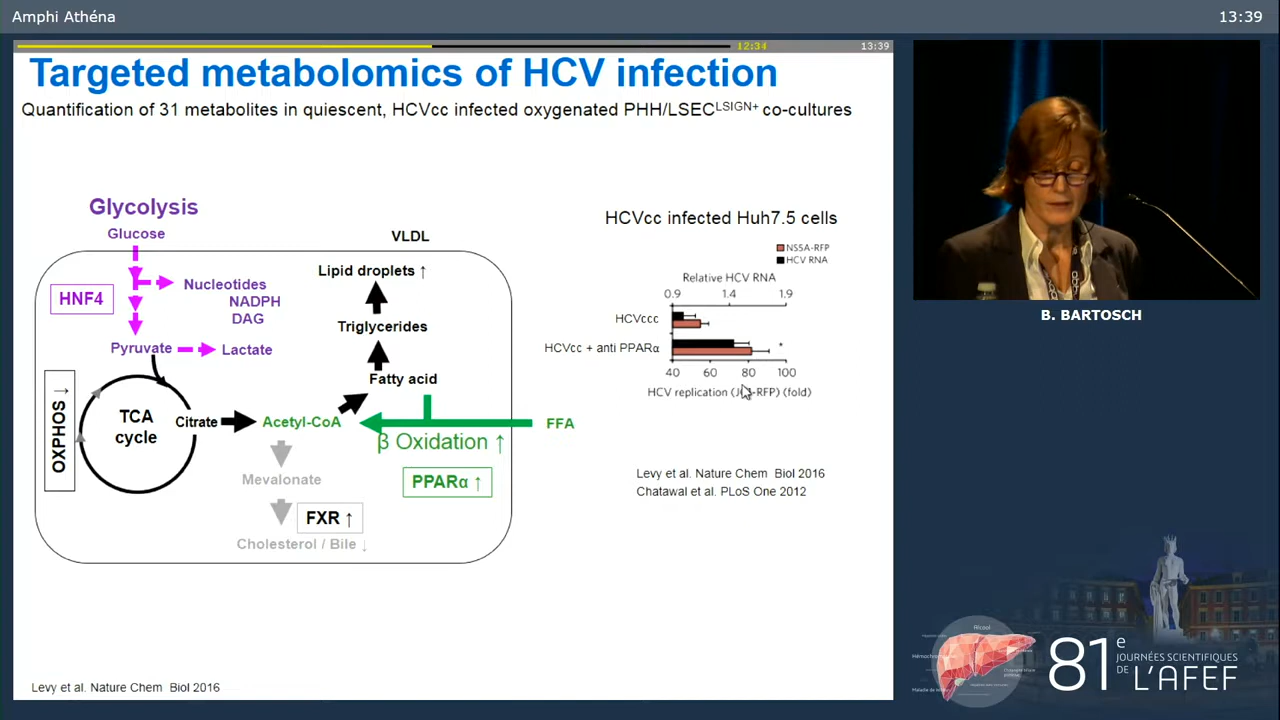 Amphi Athéna
13:39
12:34
13:39
Targeted metabolomics of HCV infection
Quantification of 31 metabolites in quiescent, HCVcc infected oxygenated PHH/LSECLSIGN+ co-cultures
Glycolysis
Glucose
HNF4
Nucleotides
NADPH
DAG
Pyruvate
Lactate
OXPHOS ↓
TCA
cycle
Citrate
Acetyl-CoA
VLDL
Lipid droplets ↑
Triglycerides
Fatty acid
FFA
β Oxidation ↑
PPARα ↑
Mevalonate
FXR ↑
Cholesterol / Bile ↓
HCVcc infected Huh7.5 cells
NS5A-RFP
HCV RNA
Relative HCV RNA
0.9 1.4 1.9
HCVccc
HCVcc + anti PPARα
*
40 60 80 100
HCV replication (RFP) (fold)
Levy et al. Nature Chem Biol 2016
Chatawal et al. PLoS One 2012
Levy et al. Nature Chem Biol 2016
B. BARTOSCH
Alcool
81e
JOURNÉES SCIENTIFIQUES
DE L'AFEF